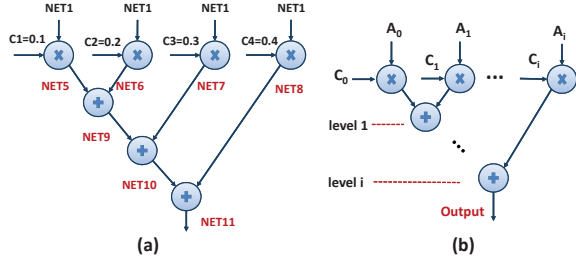 NET1 NET1 NET1 NET1
C1=0.1 C2=0.2 C3=0.3 C4=0.4
× × × ×
NET5 NET6 NET7 NET8
+
NET9
+
NET10
+
NET11
(a)
A0 A1 Ai
C0 C1 Ci
× × ... ×
+
level 1
...
level i
+
Output
(b)